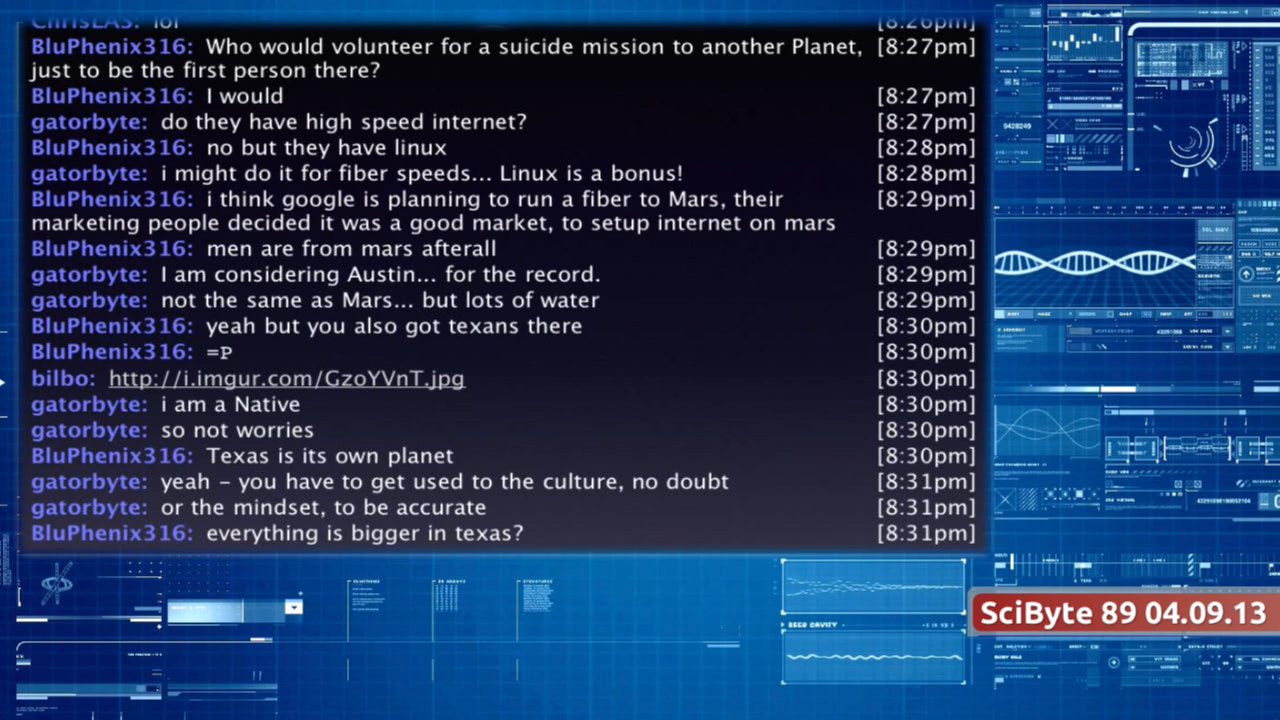 ChrisLAS: lol [8:26pm]
BluPhenix316: Who would volunteer for a suicide mission to another Planet, [8:27pm]
just to be the first person there?
BluPhenix316: I would [8:27pm]
gatorbyte: do they have high speed internet? [8:27pm]
BluPhenix316: no but they have linux [8:28pm]
gatorbyte: i might do it for fiber speeds... Linux is a bonus! [8:28pm]
BluPhenix316: i think google is planning to run a fiber to Mars, their [8:29pm]
marketing people decided it was a good market, to setup internet on mars
BluPhenix316: men are from mars afterall [8:29pm]
gatorbyte: I am considering Austin... for the record. [8:29pm]
gatorbyte: not the same as Mars... but lots of water [8:29pm]
BluPhenix316: yeah but you also got texans there [8:30pm]
BluPhenix316: =P [8:30pm]
bilbo: http://i.imgur.com/GzoYVnT.jpg [8:30pm]
gatorbyte: i am a Native [8:30pm]
gatorbyte: so not worries [8:30pm]
BluPhenix316: Texas is its own planet [8:30pm]
gatorbyte: yeah – you have to get used to the culture, no doubt [8:31pm]
gatorbyte: or the mindset, to be accurate [8:31pm]
BluPhenix316: everything is bigger in texas? [8:31pm]
SciByte 89 04.09.13